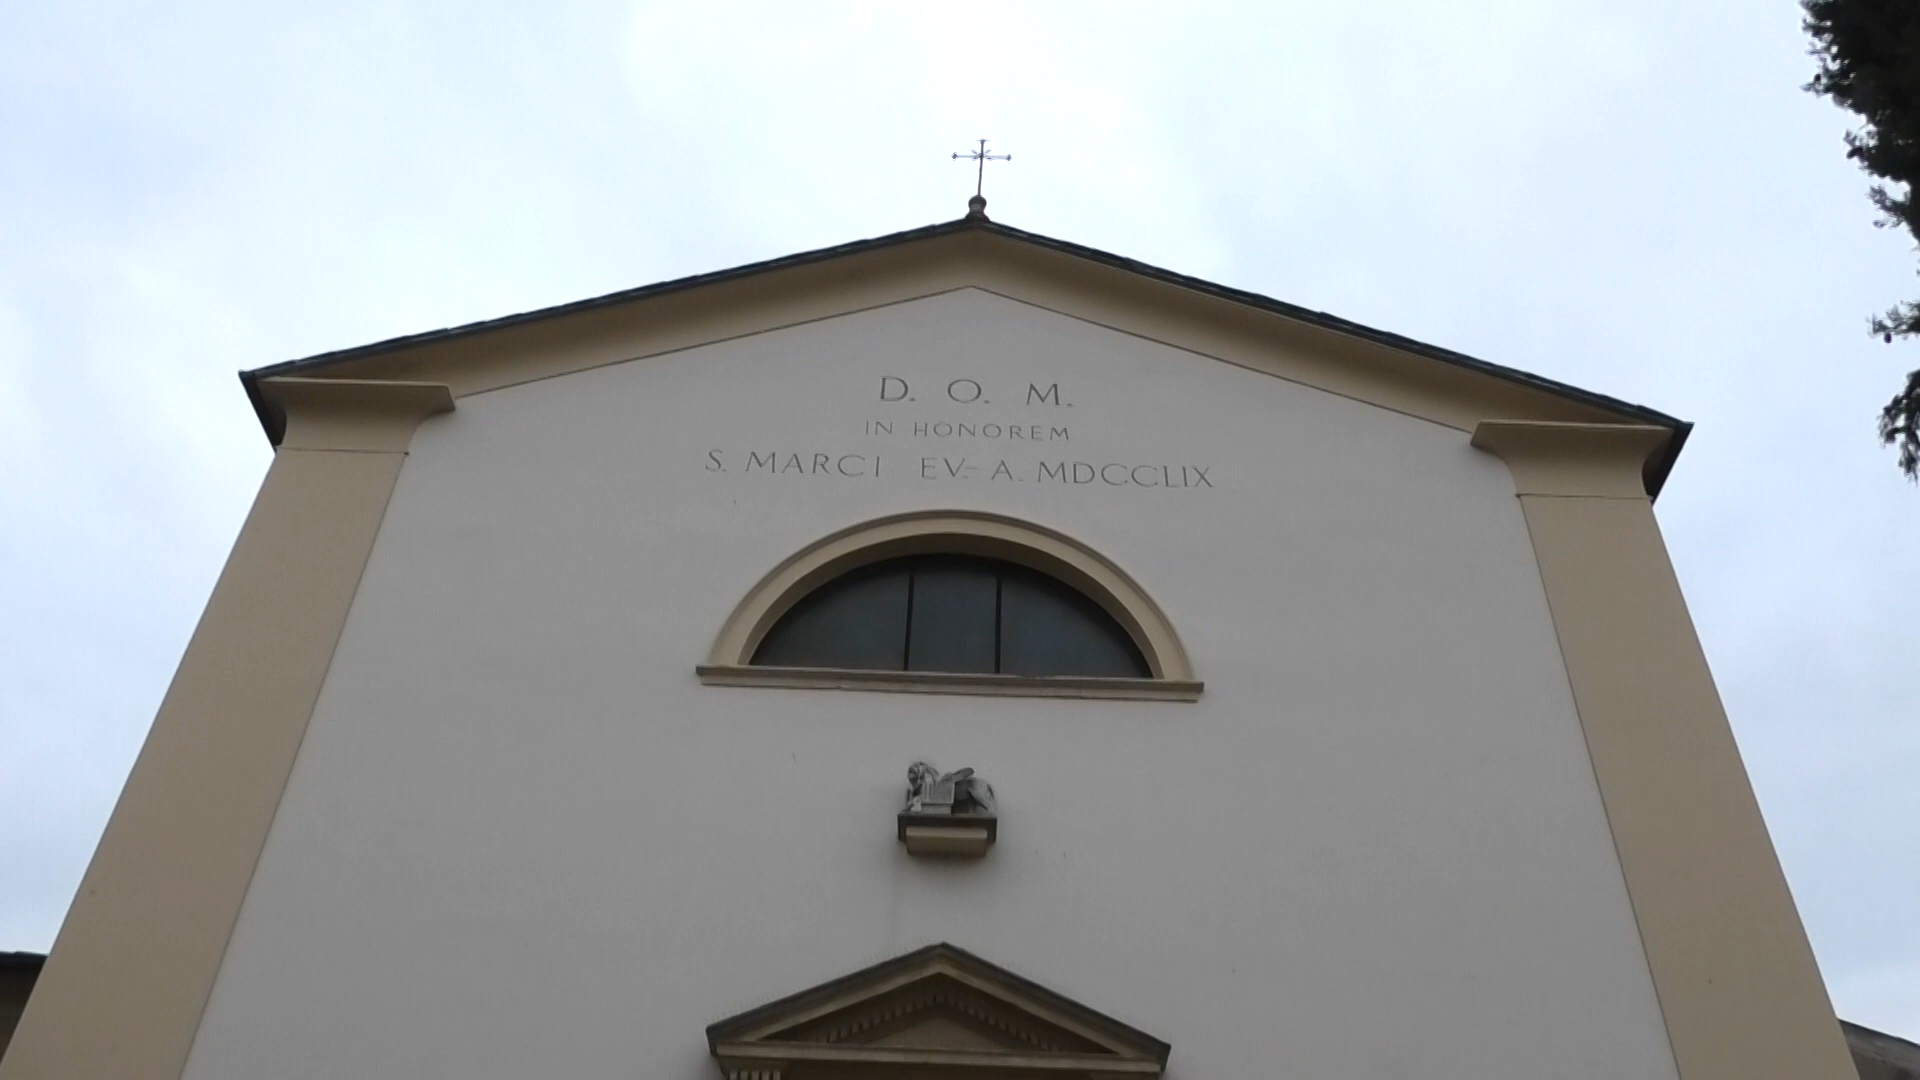 D. O. M.
IN HONOREM
S. MARCI EV. A. MDCCLIX